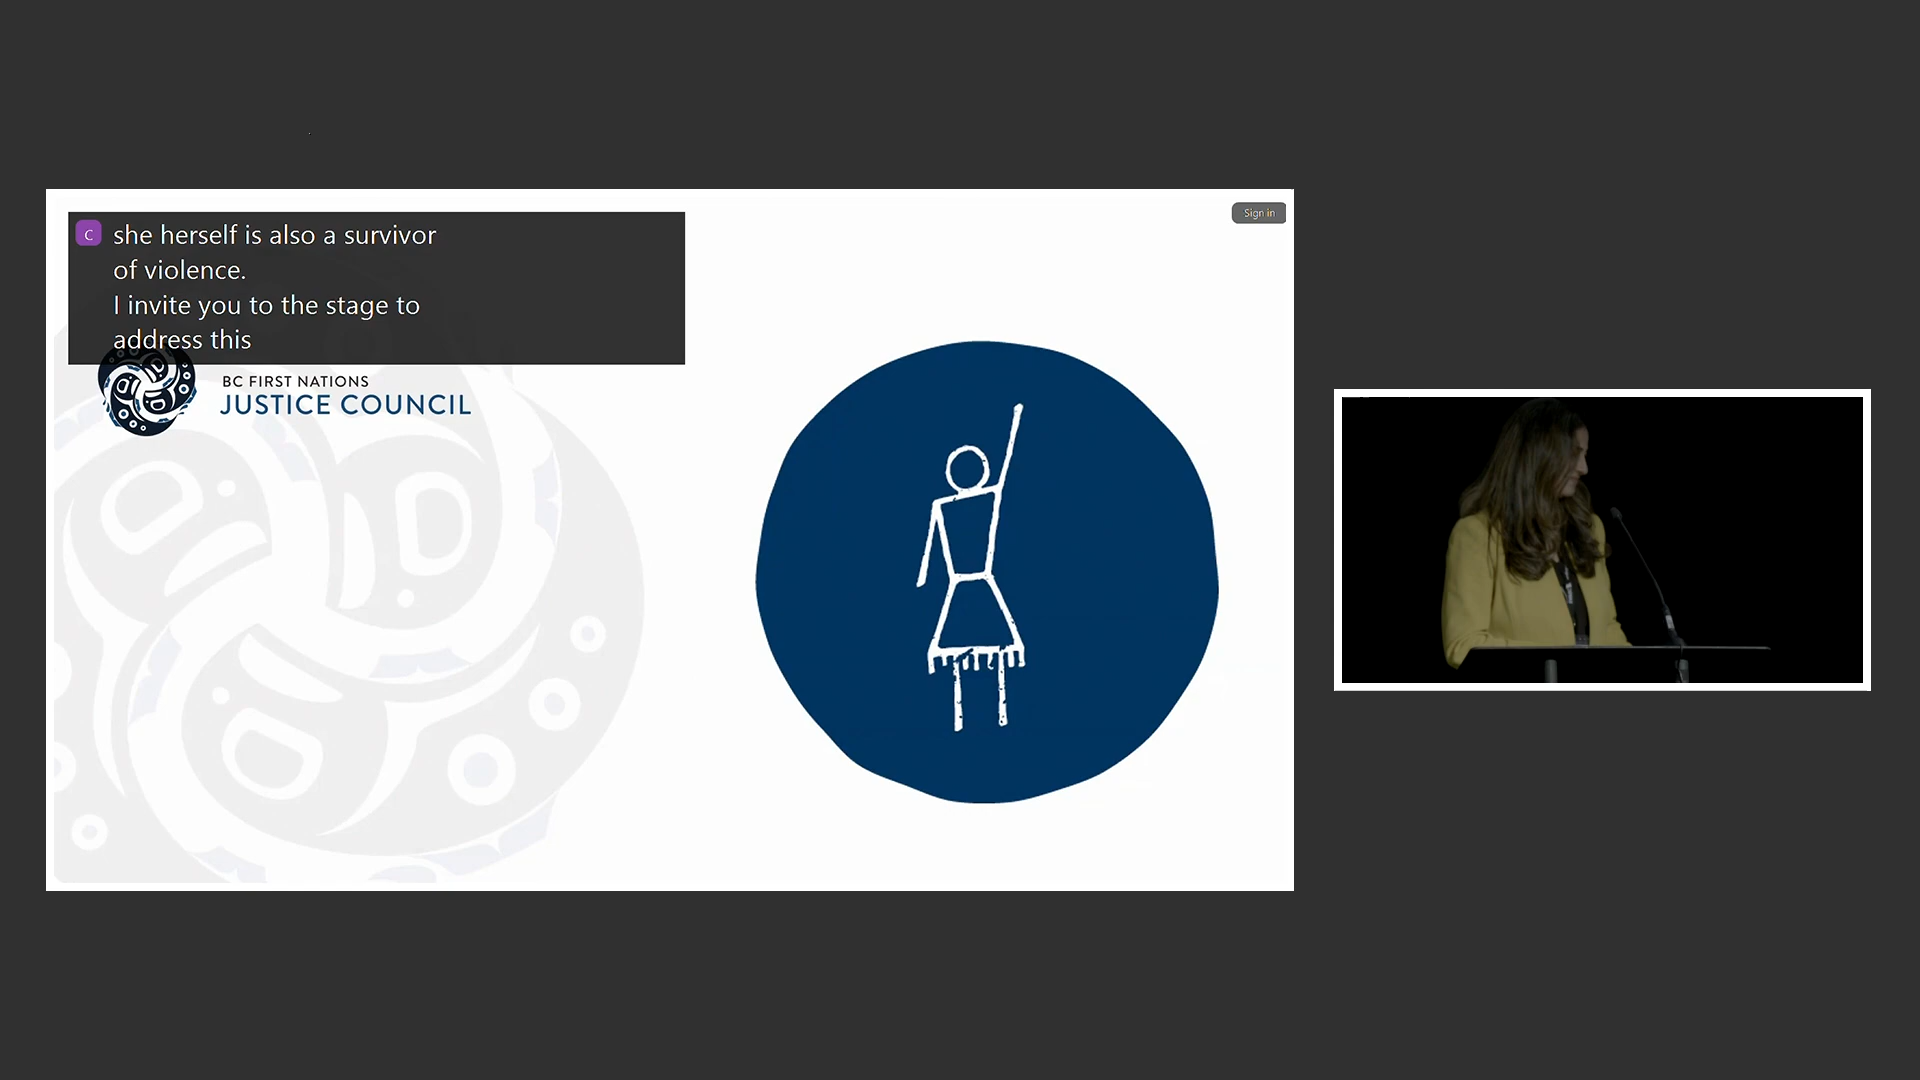 C
she herself is also a survivor
of violence.
I invite you to the stage to
address this
Sign in
BC FIRST NATIONS
JUSTICE COUNCIL